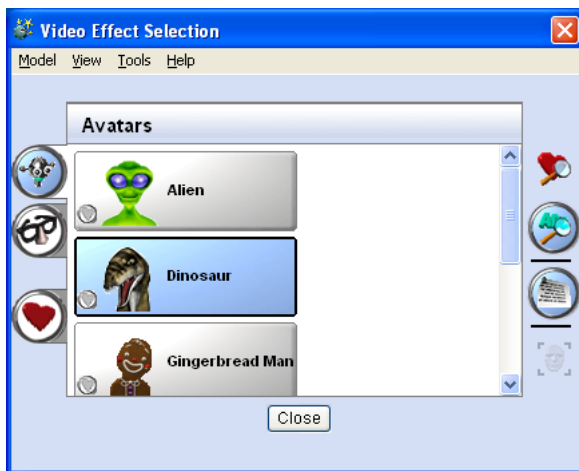 Video Effect Selection
Model View Tools Help
Avatars
Alien
Dinosaur
Gingerbread Man
Close